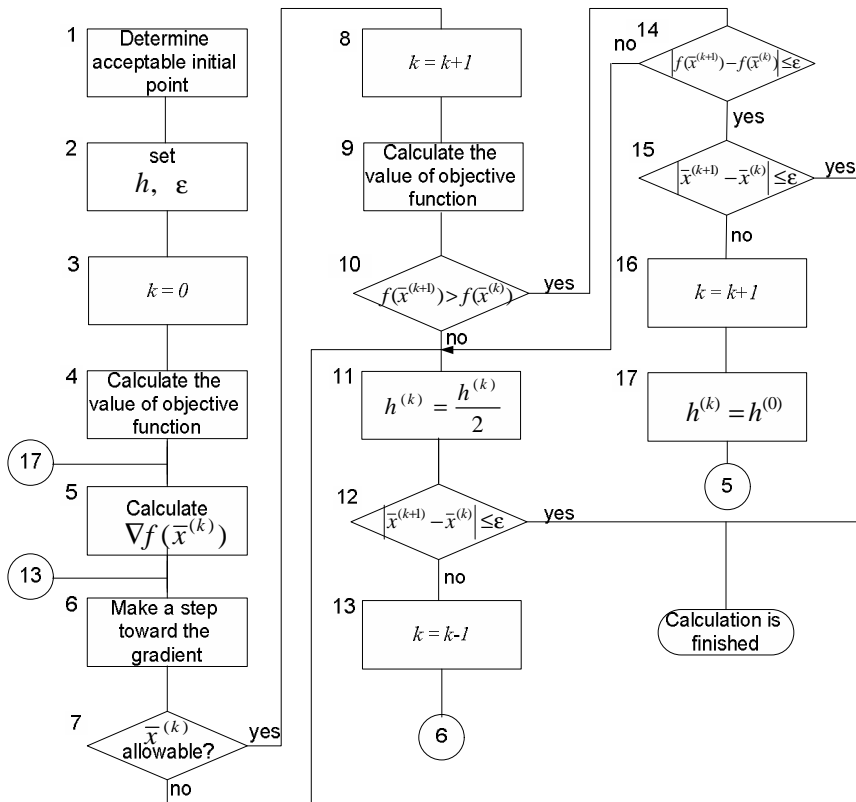 1
Determine
acceptable initial
point
2
set
h, ε
3
k = 0
4
Calculate the
value of objective
function
17
5
Calculate
∇f(x̅⁽ᵏ⁾)
13
6
Make a step
toward the
gradient
7
x̅⁽ᵏ⁾
allowable?
yes
no
8
k = k+1
9
Calculate the
value of objective
function
10
f(x̅⁽ᵏ⁺¹⁾) > f(x̅⁽ᵏ⁾)
yes
no
11
h⁽ᵏ⁾ = h⁽ᵏ⁾/2
12
|x̅⁽ᵏ⁺¹⁾ − x̅⁽ᵏ⁾| ≤ε
yes
no
13
k = k-1
6
14
no
|f(x̅⁽ᵏ⁺¹⁾) − f(x̅⁽ᵏ⁾)| ≤ε
yes
15
|x̅⁽ᵏ⁺¹⁾ − x̅⁽ᵏ⁾| ≤ε
yes
no
16
k = k+1
17
h⁽ᵏ⁾ = h⁽⁰⁾
5
Calculation is
finished